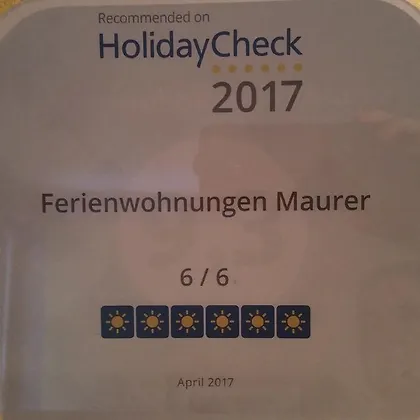 Recommended on
HolidayCheck
2017
Ferienwohnungen Maurer
6 / 6
April 2017